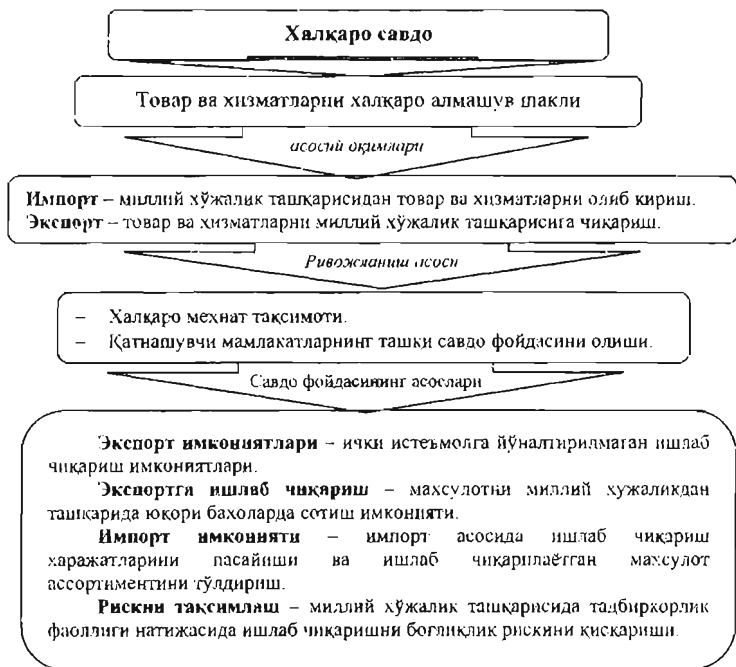 Халқаро савдо
Товар ва хизматларни халқаро алмашув шакли
асосий оқимлари
Импорт – миллий хўжалик ташқарисидан товар ва хизматларни олиб кириш.
Экспорт – товар ва хизматларни миллий хўжалик ташқарисига чиқариш.
Ривожланиш асоси
– Халқаро меҳнат тақсимоти.
– Қатнашувчи мамлакатларнинг ташқи савдо фойдасини олиши.
Савдо фойдасининг асослари
Экспорт имкониятлари – ички истеъмолга йўналтирилмаган ишлаб
чиқариш имкониятлари.
Экспортга ишлаб чиқариш – махсулотни миллий хужаликдан
ташқарида юқори бахоларда сотиш имконияти.
Импорт имконияти – импорт асосида ишлаб чиқариш
харажатларини пасайиши ва ишлаб чиқарилаётган махсулот
ассортиментини тўлдириш.
Рискни тақсимлаш – миллий хўжалик ташқарисида тадбиркорлик
фаоллиги натижасида ишлаб чиқаришни боғлиқлик рискини қисқариши.